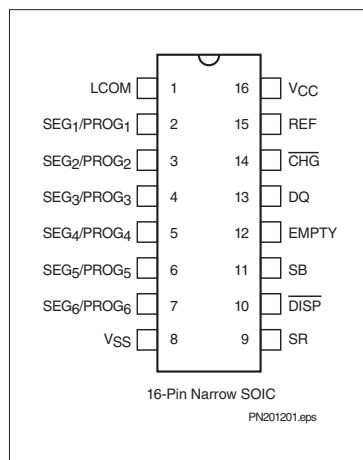 LCOM 1 16 VCC
SEG1/PROG1 2 15 REF
SEG2/PROG2 3 14 CHG
SEG3/PROG3 4 13 DQ
SEG4/PROG4 5 12 EMPTY
SEG5/PROG5 6 11 SB
SEG6/PROG6 7 10 DISP
VSS 8 9 SR
16-Pin Narrow SOIC
PN201201.eps